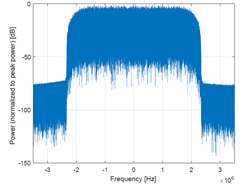 0
-50
-100
-150
Power (normalized to peak power) [dB]
-3 -2 -1 0 1 2 3
Frequency [Hz]
×10⁶